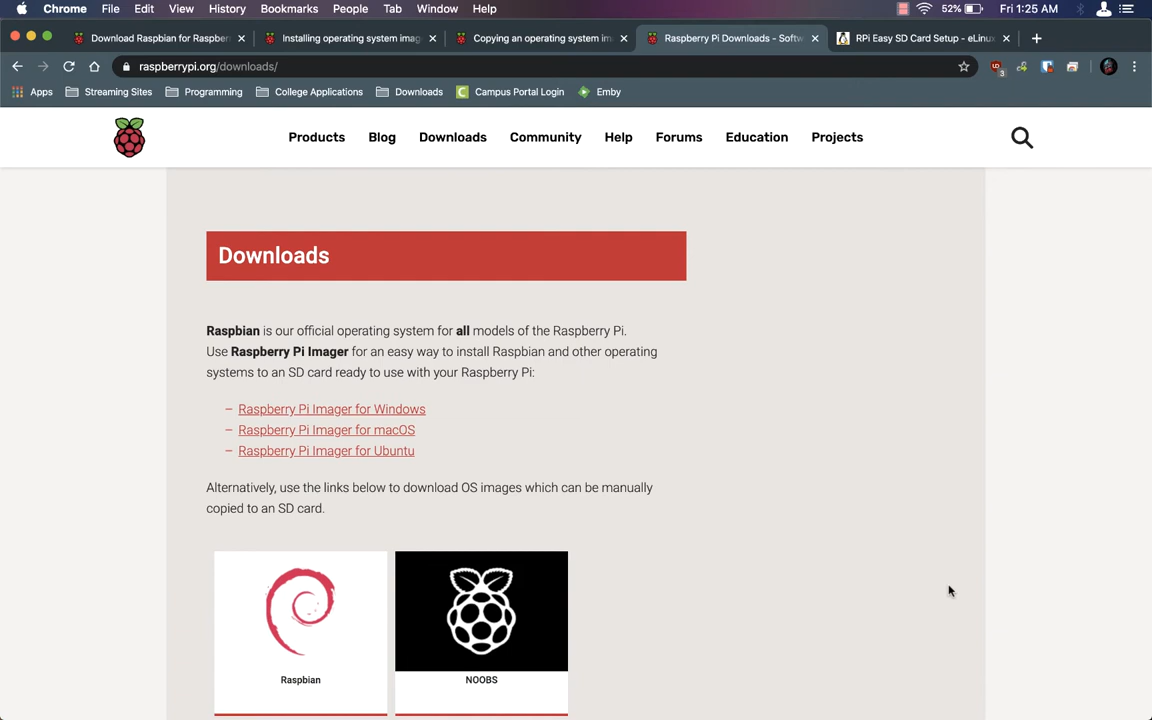 Chrome File Edit View History Bookmarks People Tab Window Help 52% Fri 1:25 AM
Download Raspbian for Raspber Installing operating system imag Copying an operating system im Raspberry Pi Downloads - Softw RPi Easy SD Card Setup - eLinux
raspberrypi.org/downloads/
3
Apps Streaming Sites Programming College Applications Downloads Campus Portal Login Emby
Products Blog Downloads Community Help Forums Education Projects
Downloads
Raspbian is our official operating system for all models of the Raspberry Pi.
Use Raspberry Pi Imager for an easy way to install Raspbian and other operating
systems to an SD card ready to use with your Raspberry Pi:
– Raspberry Pi Imager for Windows
– Raspberry Pi Imager for macOS
– Raspberry Pi Imager for Ubuntu
Alternatively, use the links below to download OS images which can be manually
copied to an SD card.
Raspbian NOOBS